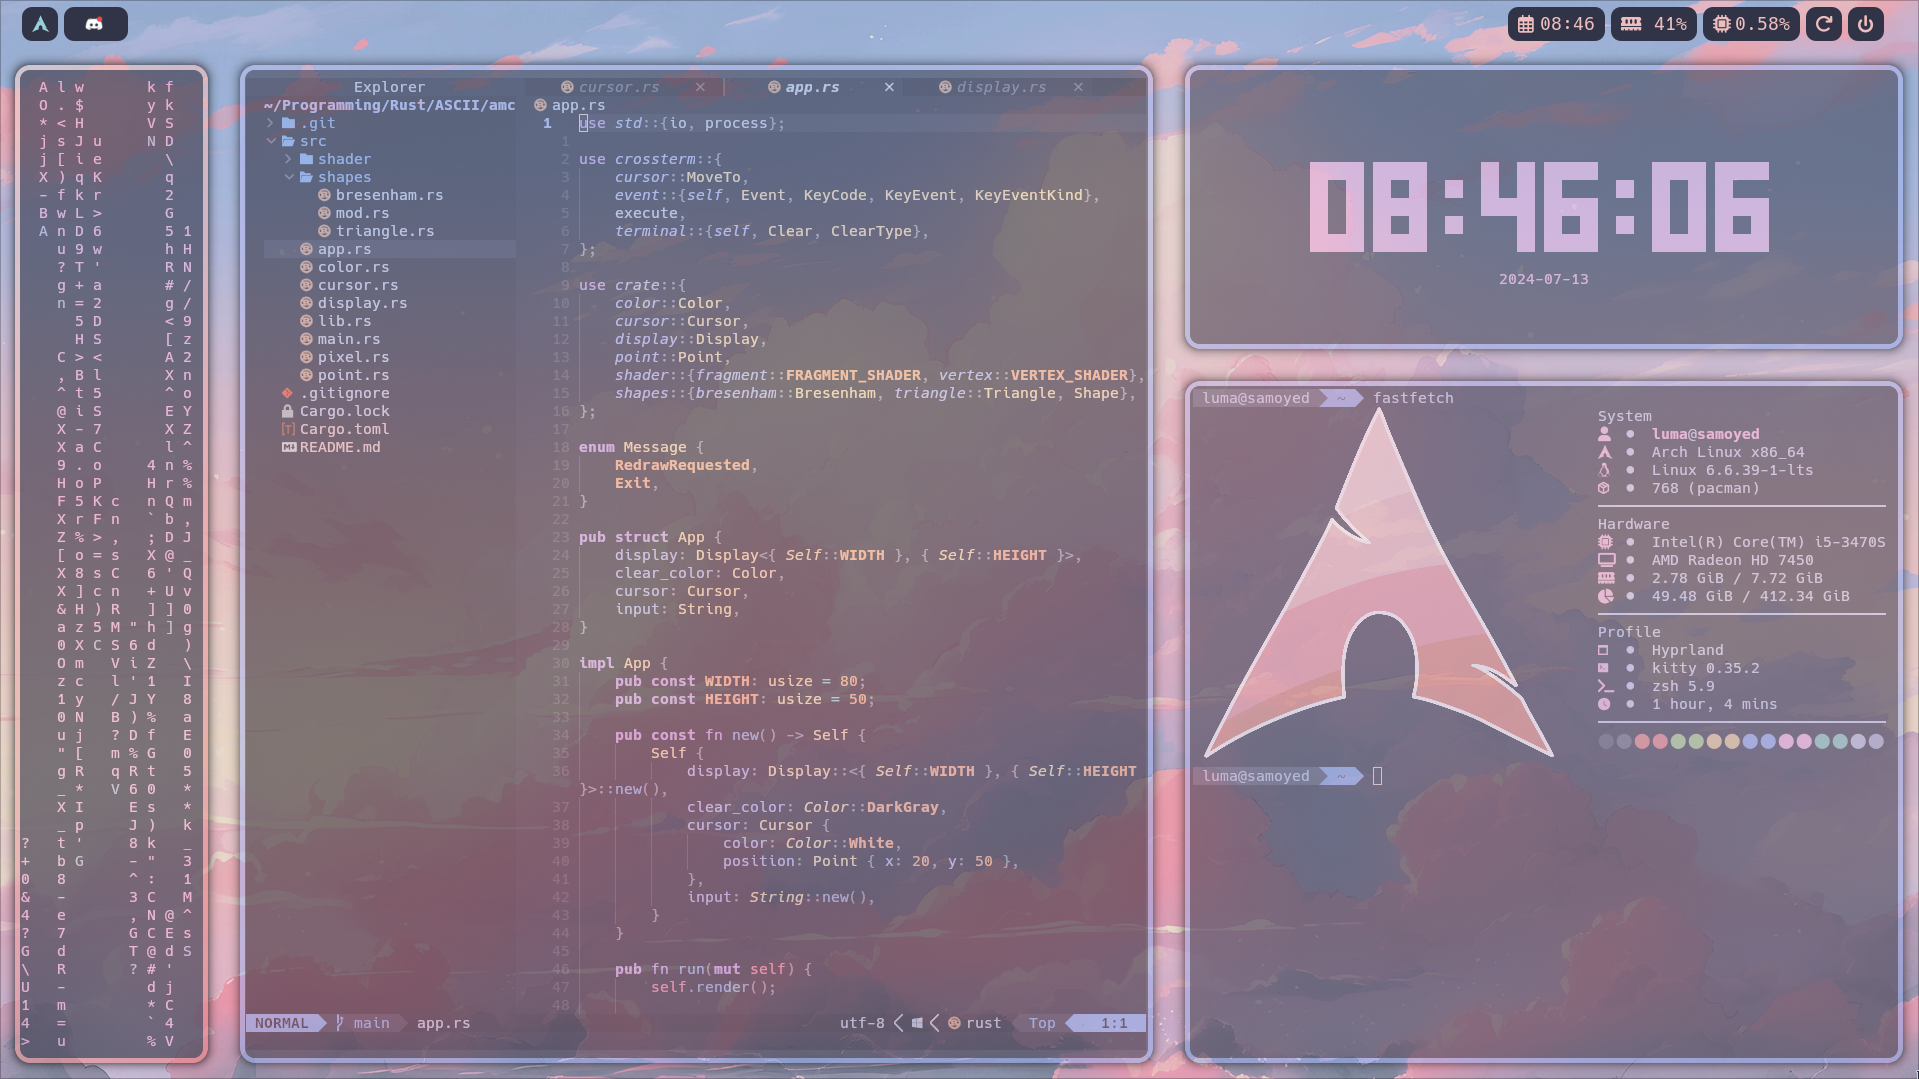 08:46
41%
0.58%
Explorer
~/Programming/Rust/ASCII/amc
.git
src
shader
shapes
bresenham.rs
mod.rs
triangle.rs
app.rs
color.rs
cursor.rs
display.rs
lib.rs
main.rs
pixel.rs
point.rs
.gitignore
Cargo.lock
Cargo.toml
README.md
cursor.rs
app.rs
display.rs
app.rs
1 use std::{io, process};
1
2 use crossterm::{
3 cursor::MoveTo,
4 event::{self, Event, KeyCode, KeyEvent, KeyEventKind},
5 execute,
6 terminal::{self, Clear, ClearType},
7 };
8
9 use crate::{
10 color::Color,
11 cursor::Cursor,
12 display::Display,
13 point::Point,
14 shader::{fragment::FRAGMENT_SHADER, vertex::VERTEX_SHADER},
15 shapes::{bresenham::Bresenham, triangle::Triangle, Shape},
16 };
17
18 enum Message {
19 RedrawRequested,
20 Exit,
21 }
22
23 pub struct App {
24 display: Display<{ Self::WIDTH }, { Self::HEIGHT }>,
25 clear_color: Color,
26 cursor: Cursor,
27 input: String,
28 }
29
30 impl App {
31 pub const WIDTH: usize = 80;
32 pub const HEIGHT: usize = 50;
33
34 pub const fn new() -> Self {
35 Self {
36 display: Display::<{ Self::WIDTH }, { Self::HEIGHT
}>::new(),
37 clear_color: Color::DarkGray,
38 cursor: Cursor {
39 color: Color::White,
40 position: Point { x: 20, y: 50 },
41 },
42 input: String::new(),
43 }
44 }
45
46 pub fn run(mut self) {
47 self.render();
48
NORMAL main app.rs
utf-8 rust Top 1:1
08:46:06
2024-07-13
luma@samoyed ~ fastfetch
System
luma@samoyed
Arch Linux x86_64
Linux 6.6.39-1-lts
768 (pacman)
Hardware
Intel(R) Core(TM) i5-3470S
AMD Radeon HD 7450
2.78 GiB / 7.72 GiB
49.48 GiB / 412.34 GiB
Profile
Hyprland
kitty 0.35.2
zsh 5.9
1 hour, 4 mins
luma@samoyed ~